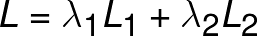 L = λ₁L₁ + λ₂L₂